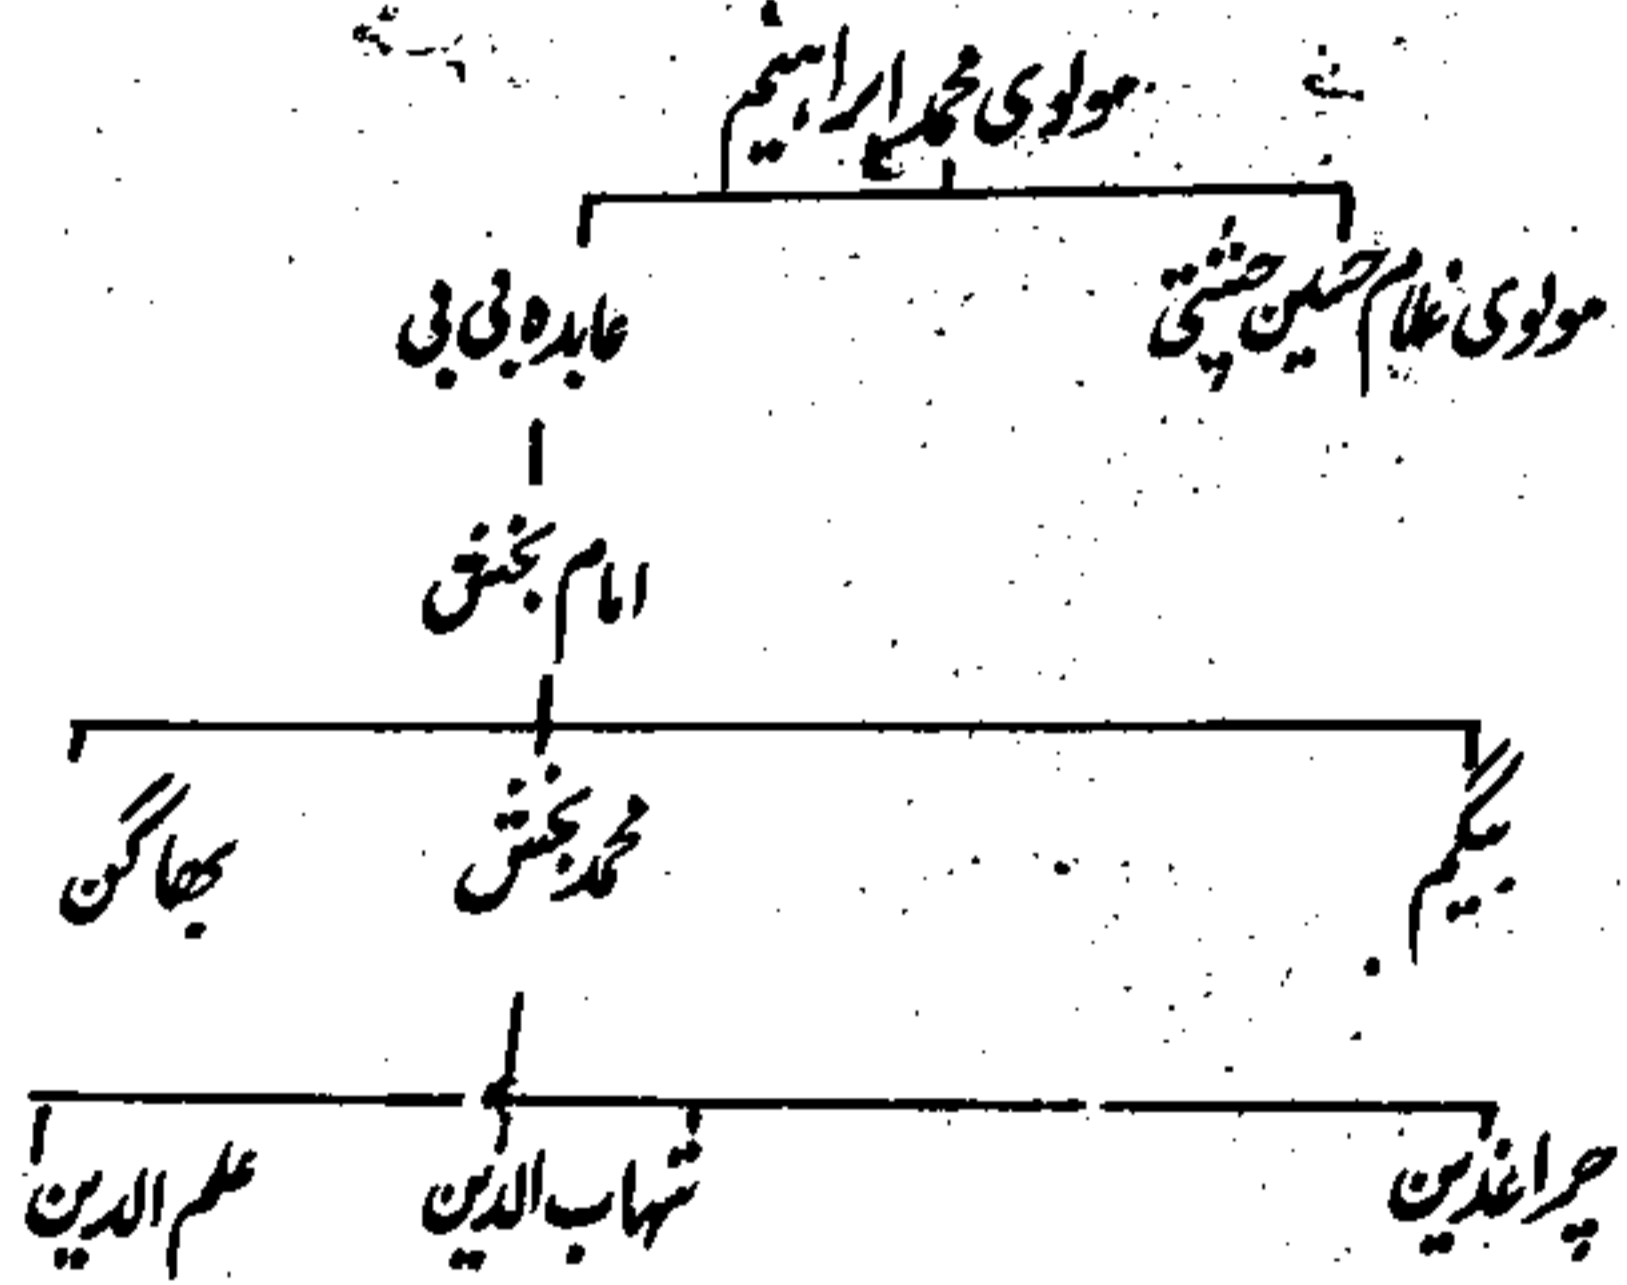 مولوی محمد ابراہیم
مولوی غلام حسین چشتی
عابدہ بی بی
امام بخش
بیگم
محمد بخش
بھاگن
چراغدین
شہاب الدین
علم الدین